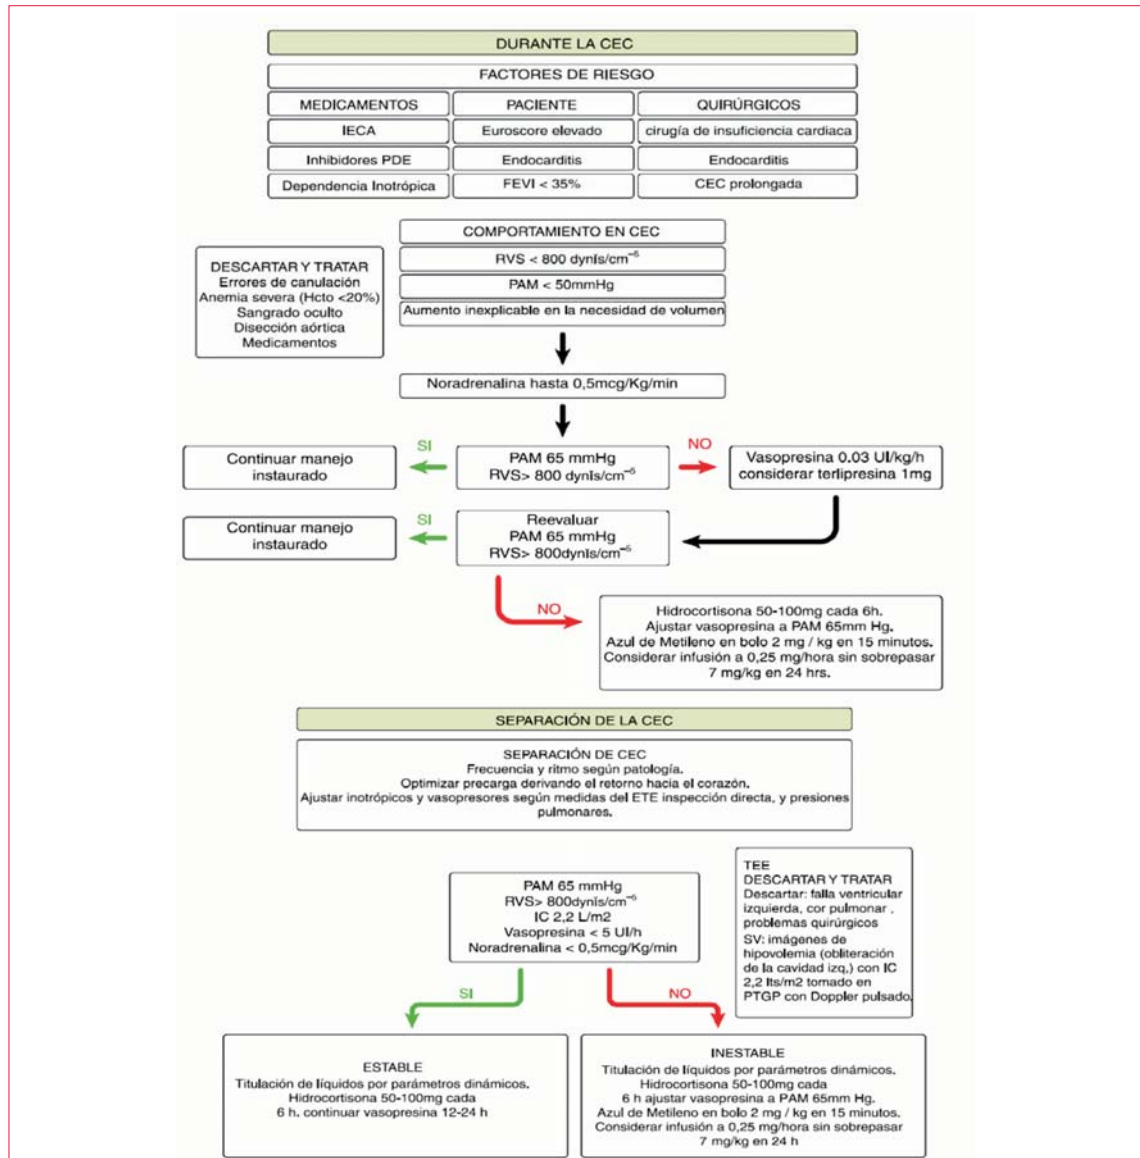 DURANTE LA CEC
FACTORES DE RIESGO
MEDICAMENTOS
PACIENTE
QUIRÚRGICOS
IECA
Euroscore elevado
cirugía de insuficiencia cardiaca
Inhibidores PDE
Endocarditis
Endocarditis
Dependencia Inotrópica
FEVI < 35%
CEC prolongada
COMPORTAMIENTO EN CEC
RVS < 800 dynīs/cm⁻⁵
PAM < 50mmHg
Aumento inexplicable en la necesidad de volumen
DESCARTAR Y TRATAR
Errores de canulación
Anemia severa (Hcto <20%)
Sangrado oculto
Disección aórtica
Medicamentos
Noradrenalina hasta 0,5mcg/Kg/min
SI
NO
Continuar manejo
instaurado
PAM 65 mmHg
RVS> 800 dynīs/cm⁻⁵
Vasopresina 0.03 UI/kg/h
considerar terlipresina 1mg
SI
Continuar manejo
instaurado
Reevaluar
PAM 65 mmHg
RVS> 800dynīs/cm⁻⁵
NO
Hidrocortisona 50-100mg cada 6h.
Ajustar vasopresina a PAM 65mm Hg.
Azul de Metileno en bolo 2 mg / kg en 15 minutos.
Considerar infusión a 0,25 mg/hora sin sobrepasar
7 mg/kg en 24 hrs.
SEPARACIÓN DE LA CEC
SEPARACIÓN DE CEC
Frecuencia y ritmo según patología.
Optimizar precarga derivando el retorno hacia el corazón.
Ajustar inotrópicos y vasopresores según medidas del ETE inspección directa, y presiones
pulmonares.
PAM 65 mmHg
RVS> 800dynīs/cm⁻⁵
IC 2,2 L/m2
Vasopresina < 5 UI/h
Noradrenalina < 0,5mcg/Kg/min
TEE
DESCARTAR Y TRATAR
Descartar: falla ventricular
izquierda, cor pulmonar ,
problemas quirúrgicos
SV: imágenes de
hipovolemia (obliteración
de la cavidad izq,) con IC
2,2 lts/m2 tomado en
PTGP con Doppler pulsado.
SI
NO
ESTABLE
Titulación de líquidos por parámetros dinámicos.
Hidrocortisona 50-100mg cada
6 h. continuar vasopresina 12-24 h
INESTABLE
Titulación de líquidos por parámetros dinámicos.
Hidrocortisona 50-100mg cada
6 h ajustar vasopresina a PAM 65mm Hg.
Azul de Metileno en bolo 2 mg / kg en 15 minutos.
Considerar infusión a 0,25 mg/hora sin sobrepasar
7 mg/kg en 24 h